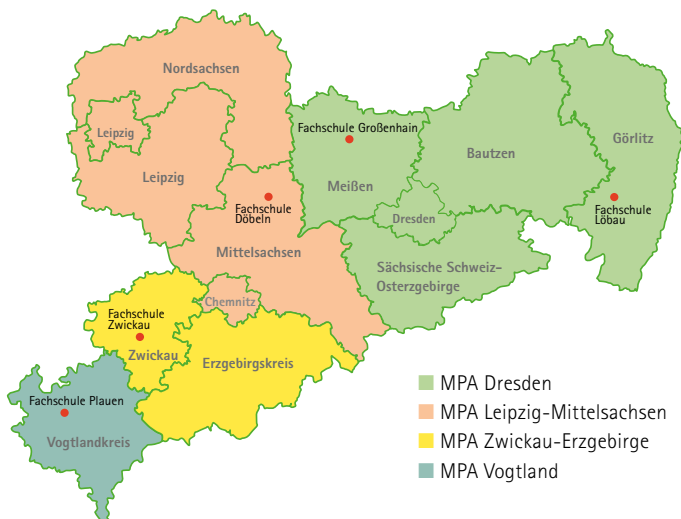 Nordsachsen
Leipzig
Fachschule Großenhain
Görlitz
Bautzen
Leipzig
Meißen
Fachschule
Döbeln
Dresden
Fachschule
Löbau
Mittelsachsen
Sächsische Schweiz-
Osterzgebirge
Chemnitz
Fachschule
Zwickau
Zwickau
Erzgebirgskreis
Fachschule Plauen
Vogtlandkreis
MPA Dresden
MPA Leipzig-Mittelsachsen
MPA Zwickau-Erzgebirge
MPA Vogtland